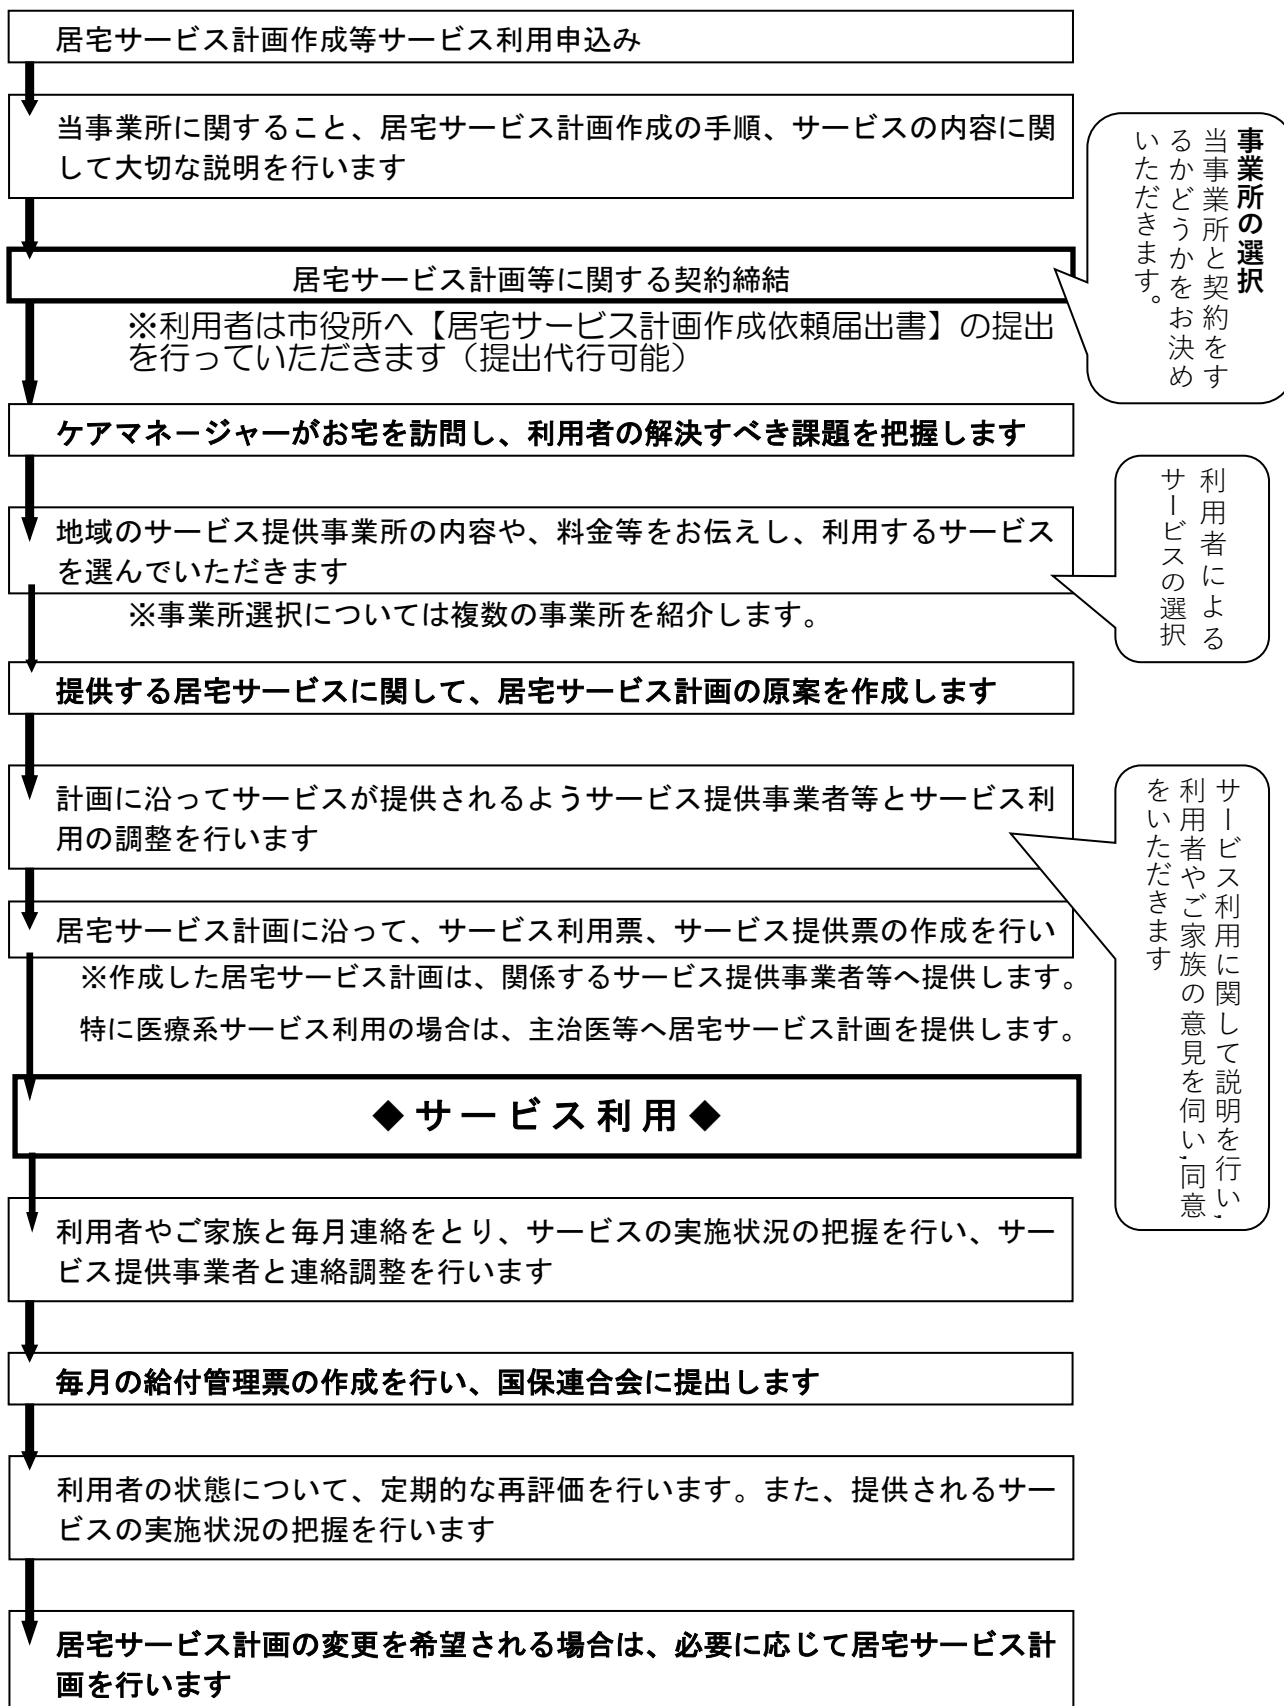 居宅サービス計画作成等サービス利用申込み
当事業所に関すること、居宅サービス計画作成の手順、サービスの内容に関
して大切な説明を行います
事業所の選択
当事業所と契約をす
るかどうかをお決め
いただきます。
居宅サービス計画等に関する契約締結
※利用者は市役所へ【居宅サービス計画作成依頼届出書】の提出
を行っていただきます（提出代行可能）
ケアマネージャーがお宅を訪問し、利用者の解決すべき課題を把握します
地域のサービス提供事業所の内容や、料金等をお伝えし、利用するサービス
を選んでいただきます
利用者による
サービスの選択
※事業所選択については複数の事業所を紹介します。
提供する居宅サービスに関して、居宅サービス計画の原案を作成します
計画に沿ってサービスが提供されるようサービス提供事業者等とサービス利
用の調整を行います
サービス利用に関して説明を行い,
利用者やご家族の意見を伺い,同意
をいただきます
居宅サービス計画に沿って、サービス利用票、サービス提供票の作成を行い
※作成した居宅サービス計画は、関係するサービス提供事業者等へ提供します。
特に医療系サービス利用の場合は、主治医等へ居宅サービス計画を提供します。
◆サービス利用◆
利用者やご家族と毎月連絡をとり、サービスの実施状況の把握を行い、サー
ビス提供事業者と連絡調整を行います
毎月の給付管理票の作成を行い、国保連合会に提出します
利用者の状態について、定期的な再評価を行います。また、提供されるサー
ビスの実施状況の把握を行います
居宅サービス計画の変更を希望される場合は、必要に応じて居宅サービス計
画を行います